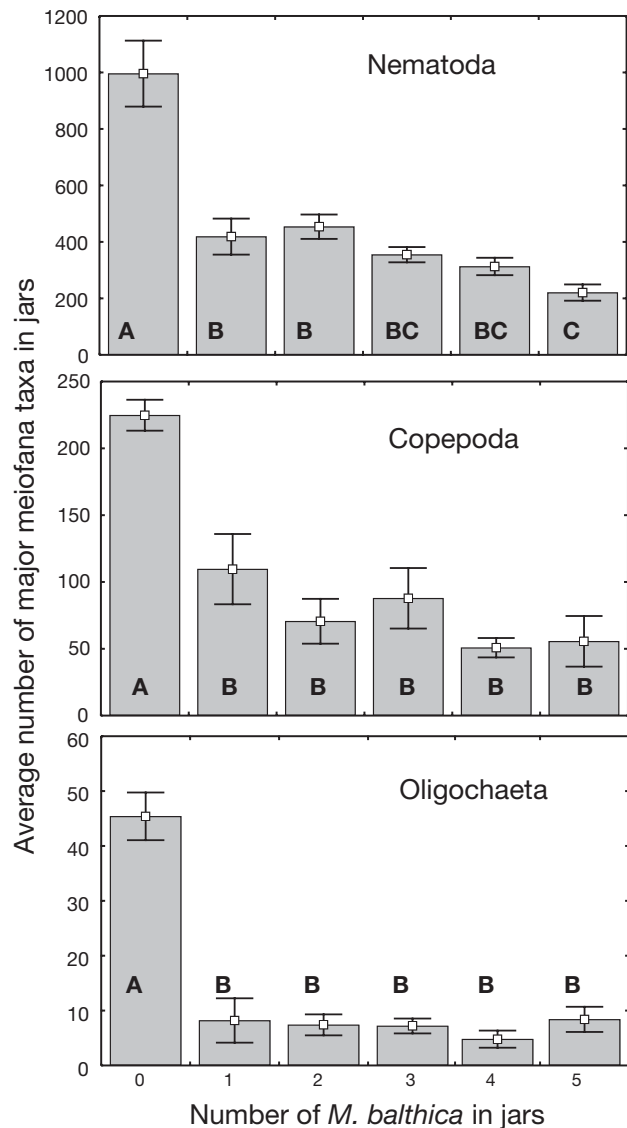 Average number of major meiofana taxa in jars
1200
1000
800
600
400
200
0
Nematoda
A B B BC BC C
250
200
150
100
50
0
Copepoda
A B B B B B
60
50
40
30
20
10
0
Oligochaeta
A B B B B B
0 1 2 3 4 5
Number of M. balthica in jars